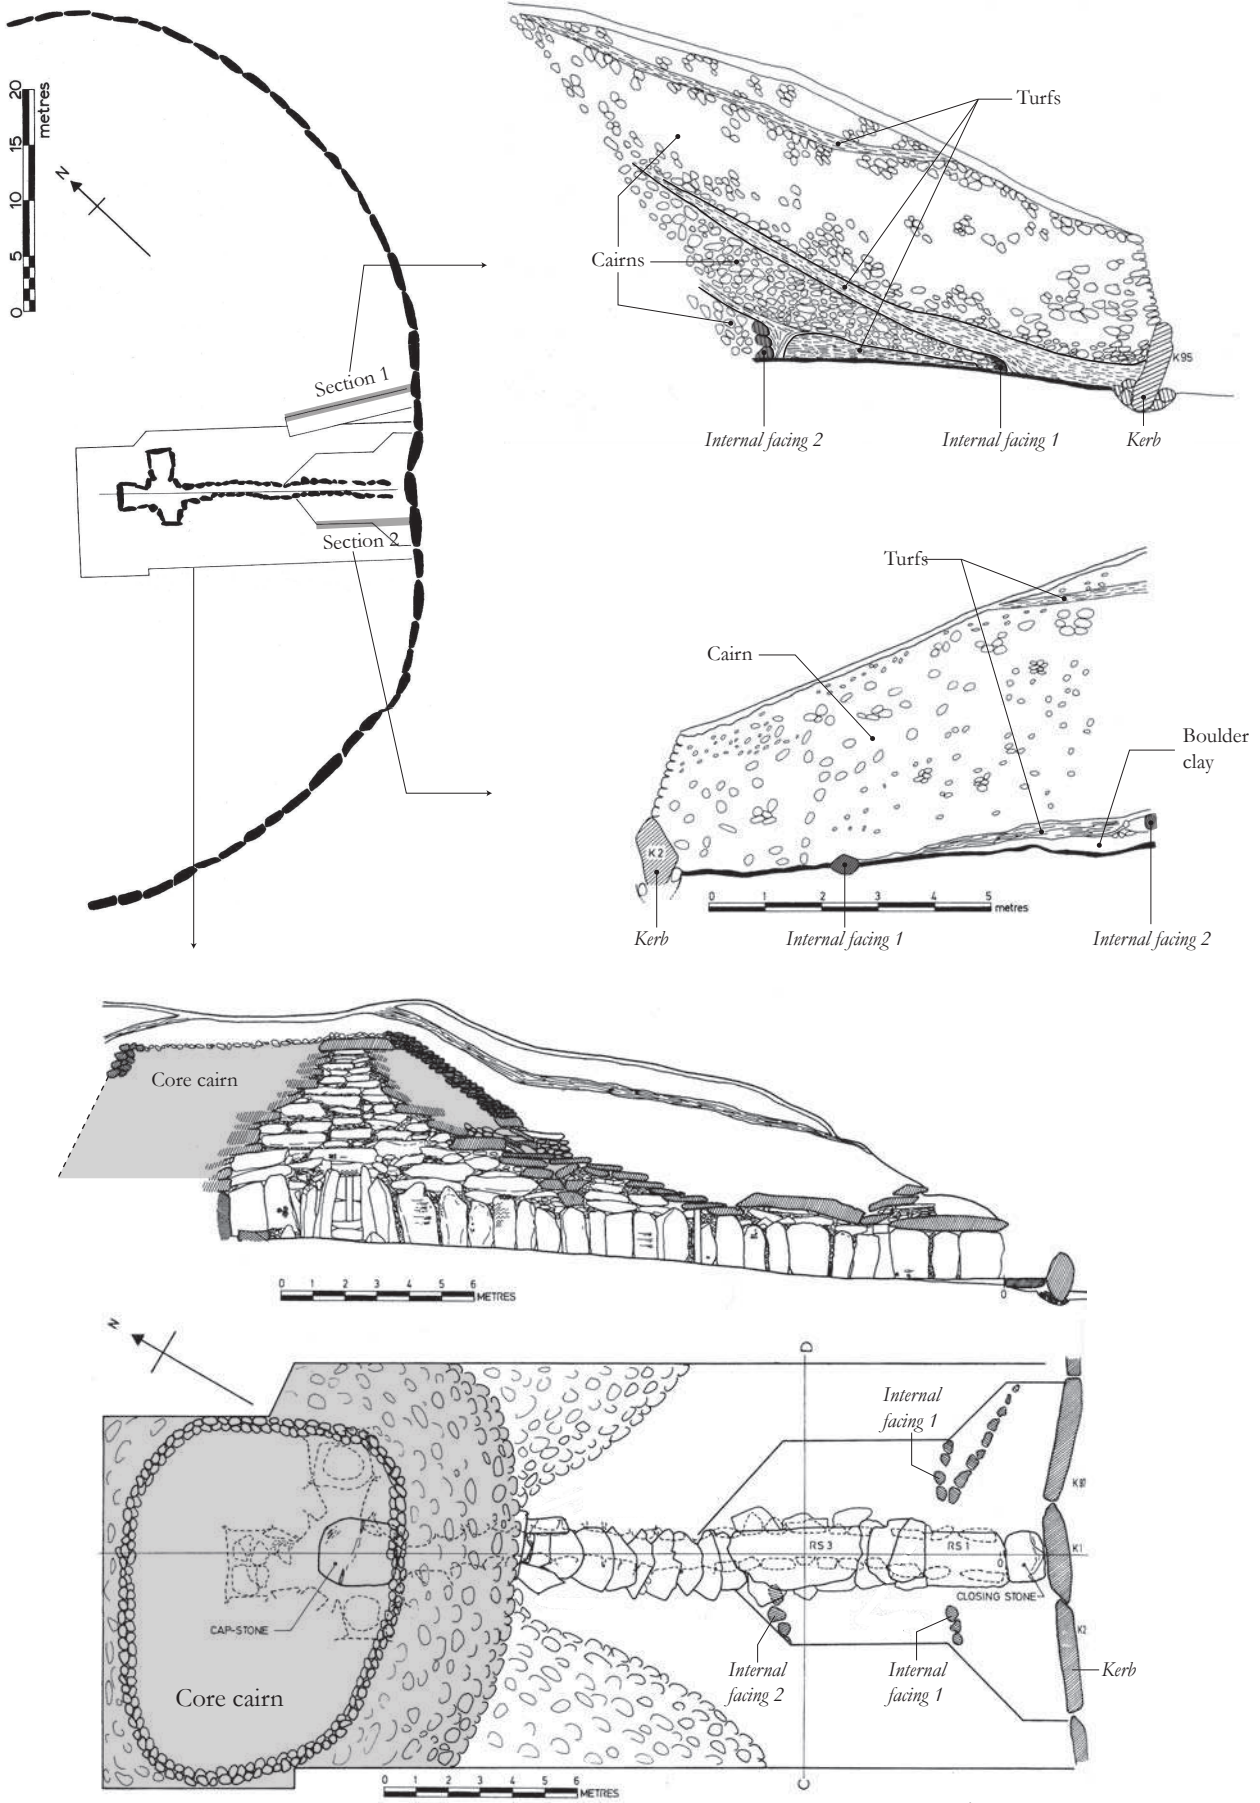 20
15
10
5
0
metres
N
Section 1
Section 2
Turfs
Cairns
K95
Internal facing 2
Internal facing 1
Kerb
Turfs
Cairn
Boulder
clay
K2
0 1 2 3 4 5
metres
Kerb
Internal facing 1
Internal facing 2
Core cairn
0 1 2 3 4 5 6
METRES
0
N
D
Internal
facing 1
K97
RS 3
RS 1
0
K1
CLOSING STONE
CAP-STONE
K2
Internal
facing 2
Internal
facing 1
Kerb
Core cairn
0 1 2 3 4 5 6
METRES
C